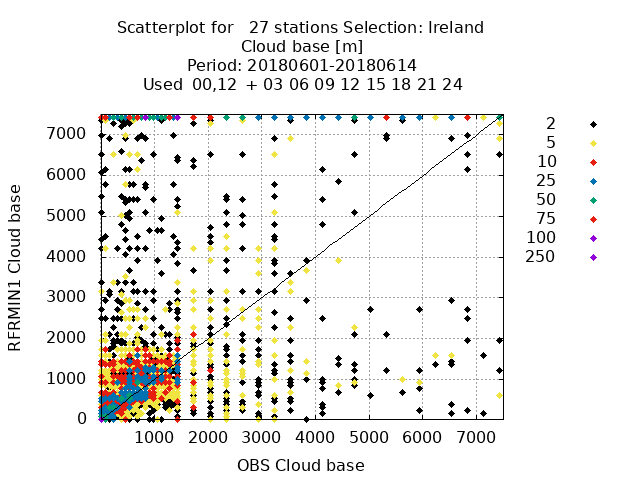 Scatterplot for   27 stations Selection: Ireland
Cloud base [m]
Period: 20180601-20180614
Used  00,12  + 03 06 09 12 15 18 21 24
RFRMIN1 Cloud base
7000
6000
5000
4000
3000
2000
1000
0
1000 2000 3000 4000 5000 6000 7000
OBS Cloud base
2
5
10
25
50
75
100
250